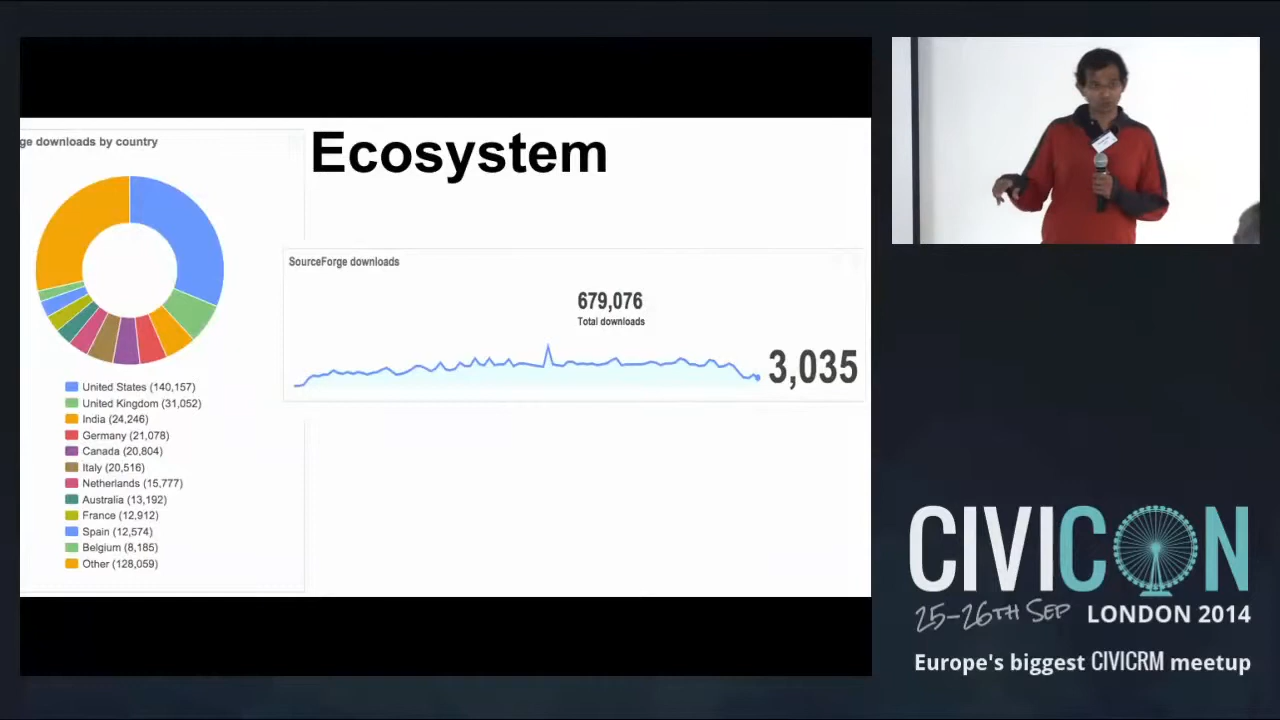 ge downloads by country
Ecosystem
SourceForge downloads
679,076
Total downloads
3,035
United States (140,157)
United Kingdom (31,052)
India (24,246)
Germany (21,078)
Canada (20,804)
Italy (20,516)
Netherlands (15,777)
Australia (13,192)
France (12,912)
Spain (12,574)
Belgium (8,185)
Other (128,059)
CIVICON
25-26TH SEP LONDON 2014
Europe's biggest CIVICRM meetup